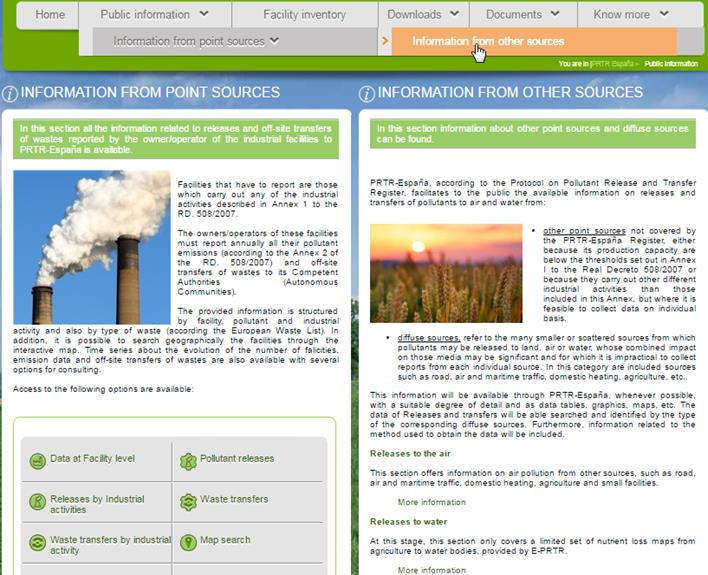 Home
Public information
Facility inventory
Downloads
Documents
Know more
Information from point sources
Information from other sources
You are in |PRTR España » Public Information
INFORMATION FROM POINT SOURCES
In this section all the information related to releases and off-site transfers
of wastes reported by the owner/operator of the industrial facilities to
PRTR-España is available.
Facilities that have to report are those
which carry out any of the industrial
activities described in Annex 1 to the
RD. 508/2007.
The owners/operators of these facilities
must report annually all their pollutant
emissions (according to the Annex 2 of
the RD. 508/2007) and off-site
transfers of wastes to its Competent
Authorities (Autonomous
Communities).
The provided information is structured
by facility, pollutant and industrial
activity and also by type of waste (according the European Waste List). In
addition, it is possible to search geographically the facilities through the
interactive map. Time series about the evolution of the number of falicities,
emission data and off-site transfers of wastes are also available with several
options for consulting.
Access to the following options are available:
Data at Facility level
Pollutant releases
Releases by Industrial
activities
Waste transfers
Waste transfers by industrial
activity
Map search
INFORMATION FROM OTHER SOURCES
In this section information about other point sources and diffuse sources
can be found.
PRTR-España, according to the Protocol on Pollutant Release and Transfer
Register, facilitates to the public the available information on releases and
transfers of pollutants to air and water from:
• other point sources not covered by
the PRTR-España Register, either
because its production capacity are
below the thresholds set out in Annex
I to the Real Decreto 508/2007 or
because they carry out other different
industrial activities than those
included in this Annex, but where it is
feasible to collect data on individual
basis.
• diffuse sources, refer to the many smaller or scattered sources from which
pollutants may be released to land, air or water, whose combined impact
on those media may be significant and for which it is impractical to collect
reports from each individual source. In this category are included sources
such as road, air and maritime traffic, domestic heating, agriculture, etc..
This information will be available through PRTR-España, whenever possible,
with a suitable degree of detail and as data tables, graphics, maps, etc. The
data of Releases and transfers will be able searched and identified by the type
of the corresponding diffuse sources. Furthermore, information related to the
method used to obtain the data will be included.
Releases to the air
This section offers information on air pollution from other sources, such as road,
air and maritime traffic, domestic heating, agriculture and small facilities.
More information
Releases to water
At this stage, this section only covers a limited set of nutrient loss maps from
agriculture to water bodies, provided by E-PRTR.
More information